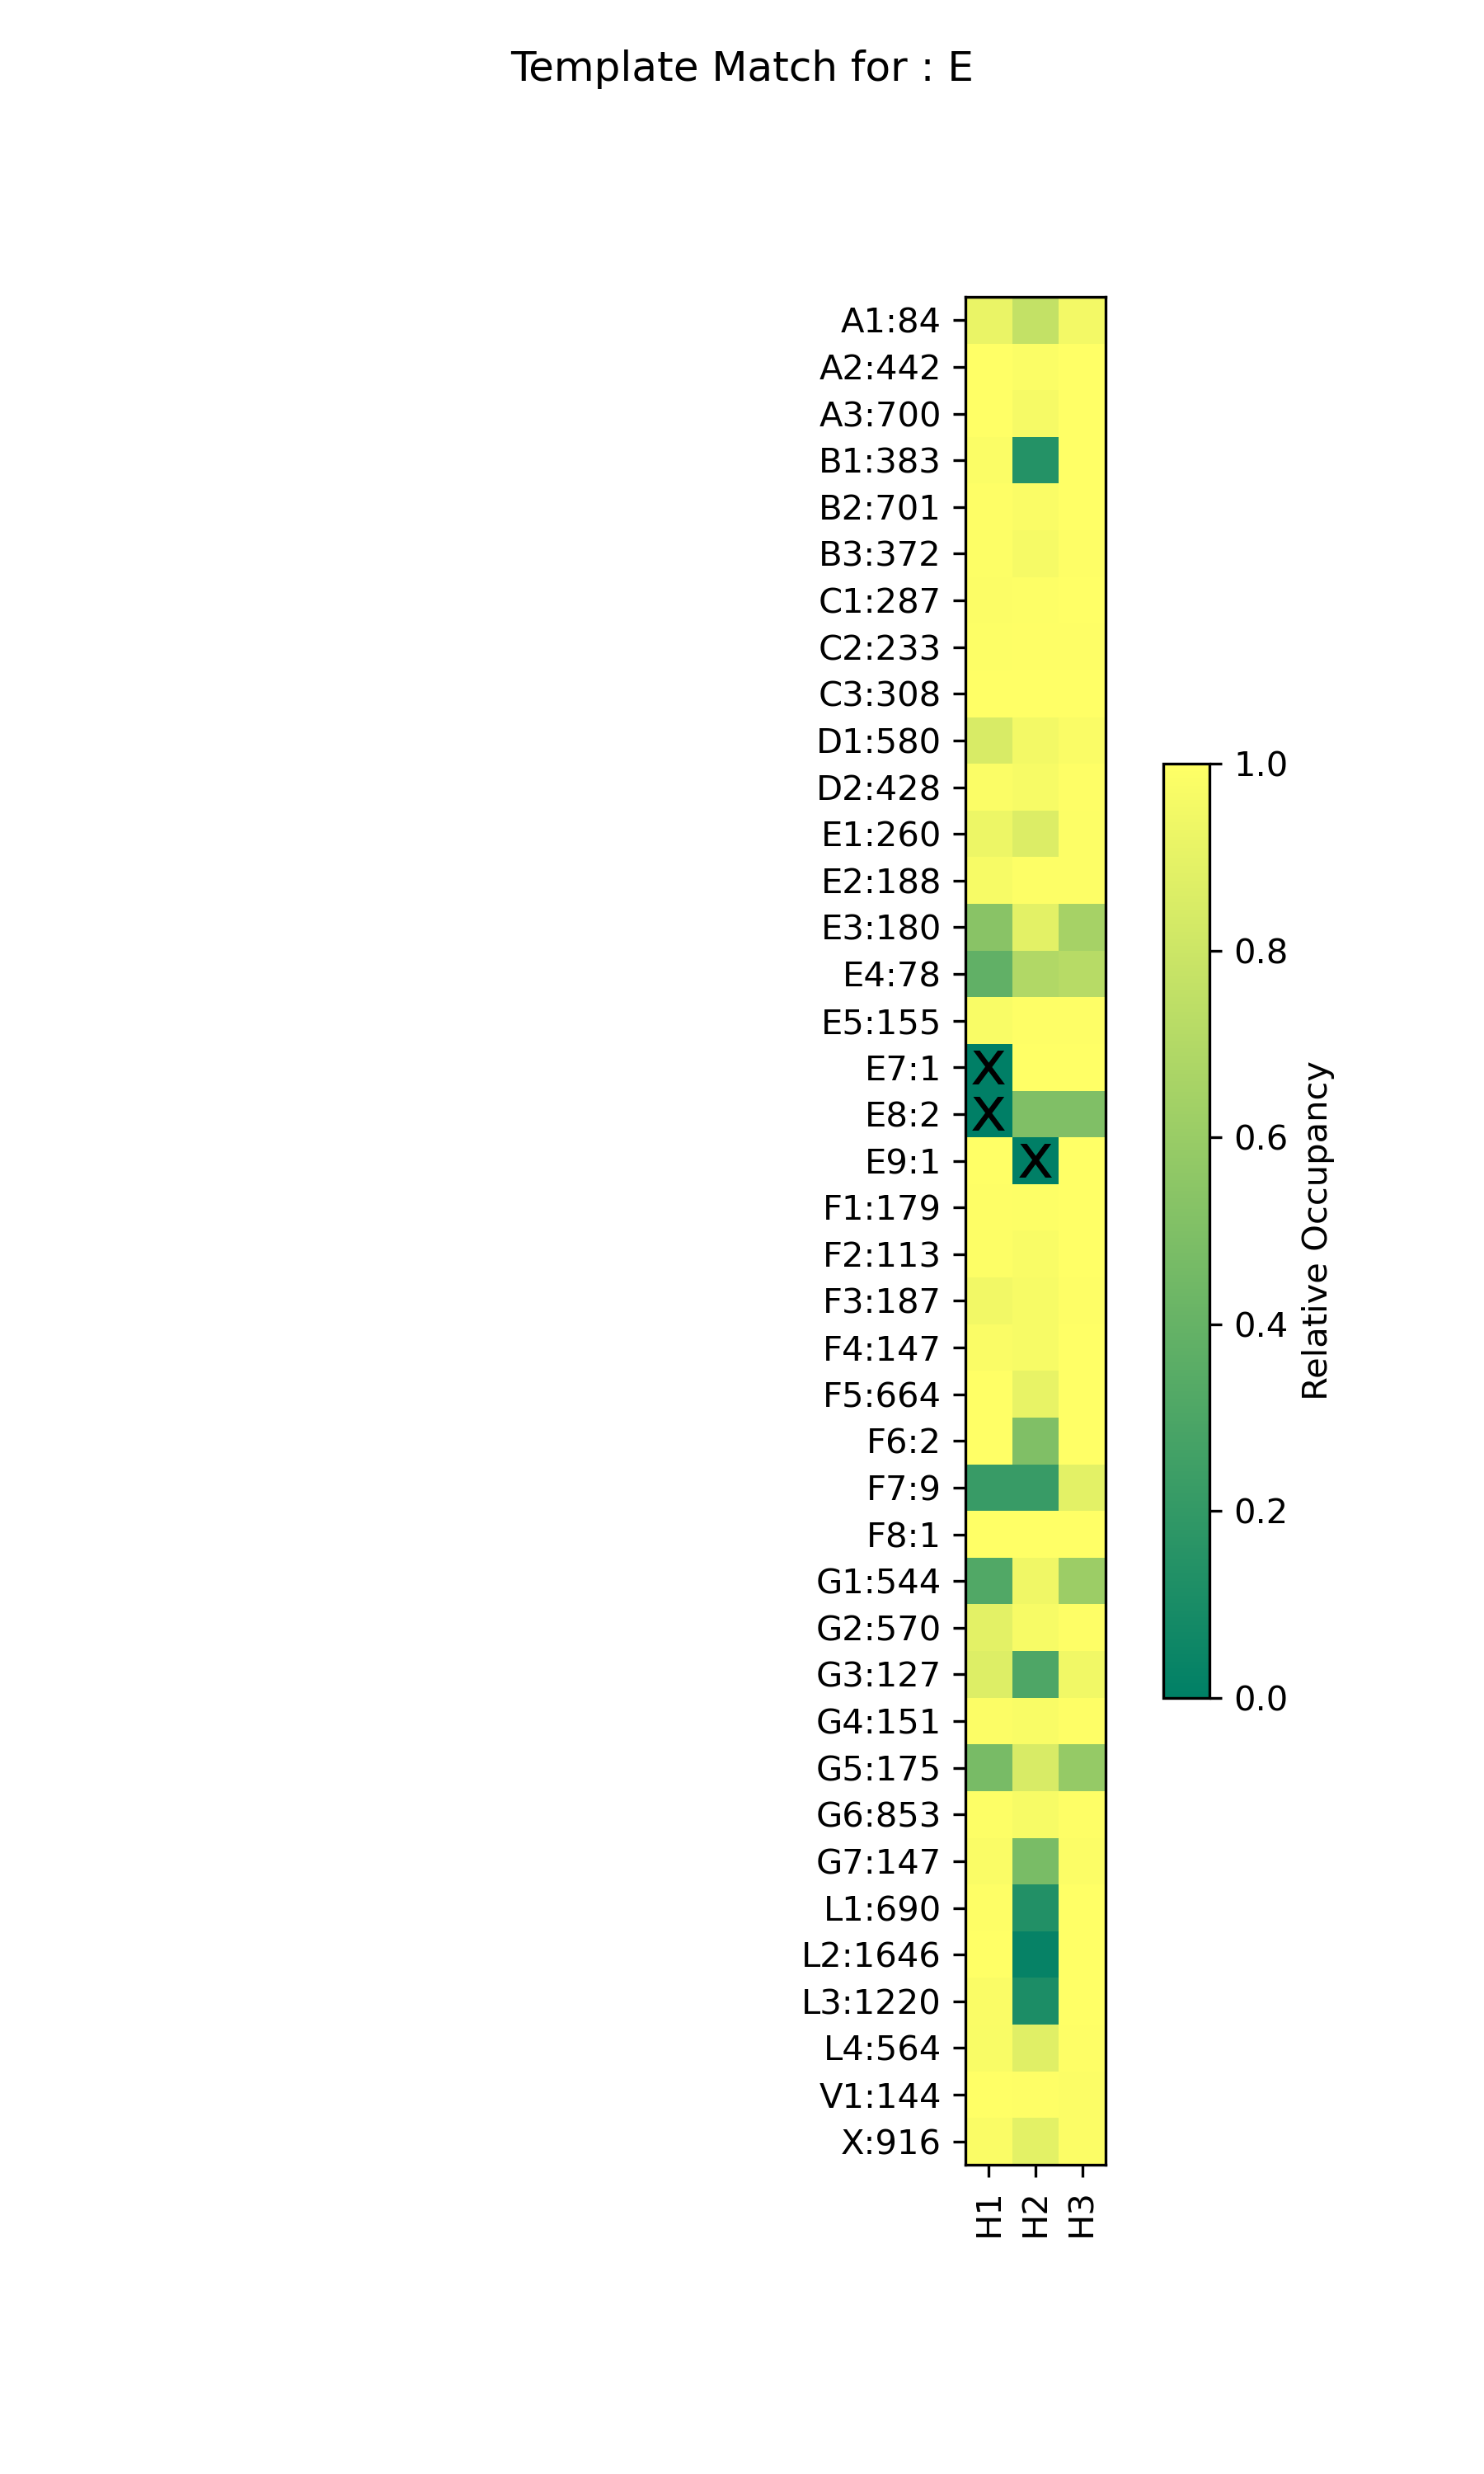 Template Match for : E
A1:84
A2:442
A3:700
B1:383
B2:701
B3:372
C1:287
C2:233
C3:308
D1:580
D2:428
E1:260
E2:188
E3:180
E4:78
E5:155
E7:1
X
E8:2
X
E9:1
X
F1:179
F2:113
F3:187
F4:147
F5:664
F6:2
F7:9
F8:1
G1:544
G2:570
G3:127
G4:151
G5:175
G6:853
G7:147
L1:690
L2:1646
L3:1220
L4:564
V1:144
X:916
H1
H2
H3
1.0
0.8
0.6
0.4
0.2
0.0
Relative Occupancy